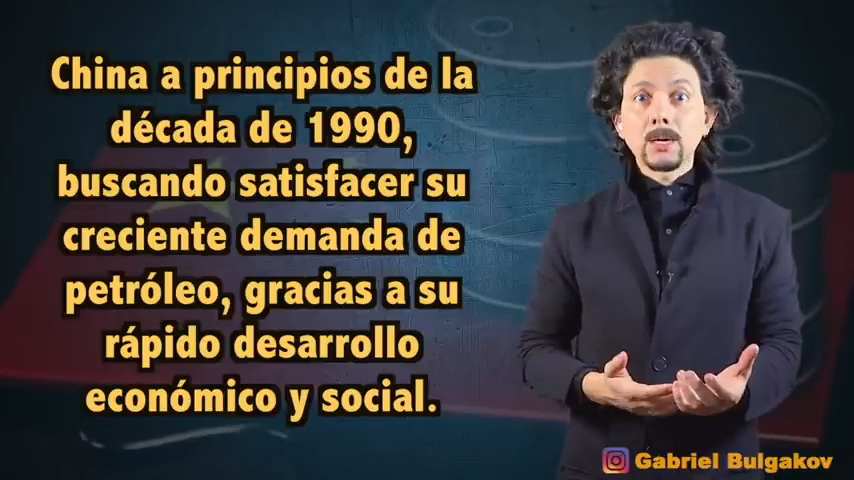 China a principios de la
década de 1990,
buscando satisfacer su
creciente demanda de
petróleo, gracias a su
rápido desarrollo
económico y social.
Gabriel Bulgakov